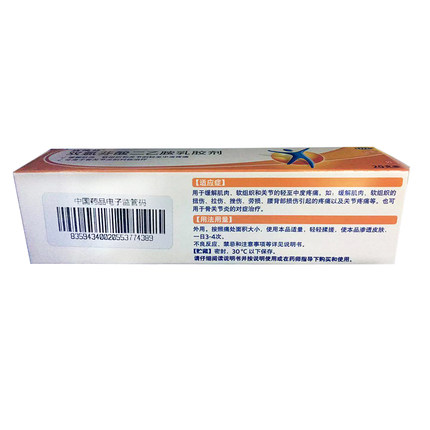 双氯芬酸二乙胺乳胶剂
中国药品电子监管码
83594340020553774389
【适应症】
用于缓解肌肉、软组织和关节的轻至中度疼痛。如:缓解肌肉、软组织的
扭伤、拉伤、挫伤、劳损、腰背部损伤引起的疼痛以及关节疼痛等。也可
用于骨关节炎的对症治疗。
【用法用量】
外用。按照痛处面积大小,使用本品适量,轻轻揉搓,使本品渗透皮肤,
一日3-4次。
不良反应、禁忌和注意事项等详见说明书。
【贮藏】密封,30℃以下保存。
请仔细阅读说明书并按说明使用或在药师指导下购买和使用。